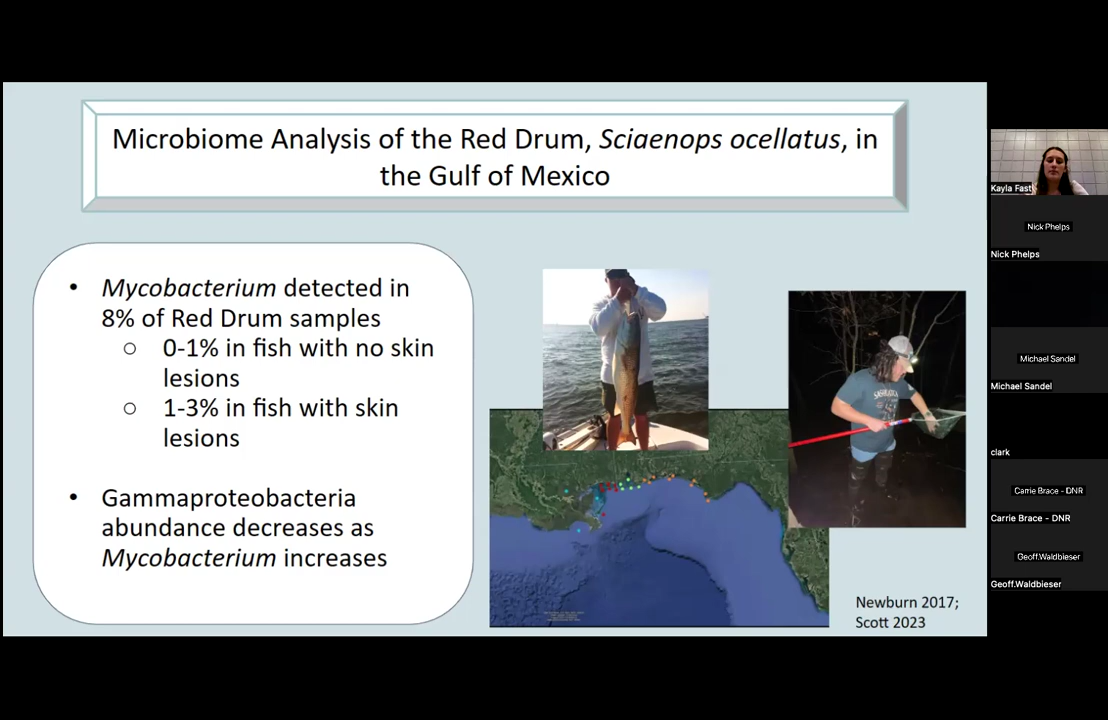 Microbiome Analysis of the Red Drum, Sciaenops ocellatus, in
the Gulf of Mexico
• Mycobacterium detected in
8% of Red Drum samples
○ 0-1% in fish with no skin
lesions
○ 1-3% in fish with skin
lesions
• Gammaproteobacteria
abundance decreases as
Mycobacterium increases
Newburn 2017;
Scott 2023
Kayla Fast
Nick Phelps
Nick Phelps
Michael Sandel
Michael Sandel
clark
Carrie Brace - DNR
Carrie Brace - DNR
Geoff.Waldbieser
Geoff.Waldbieser